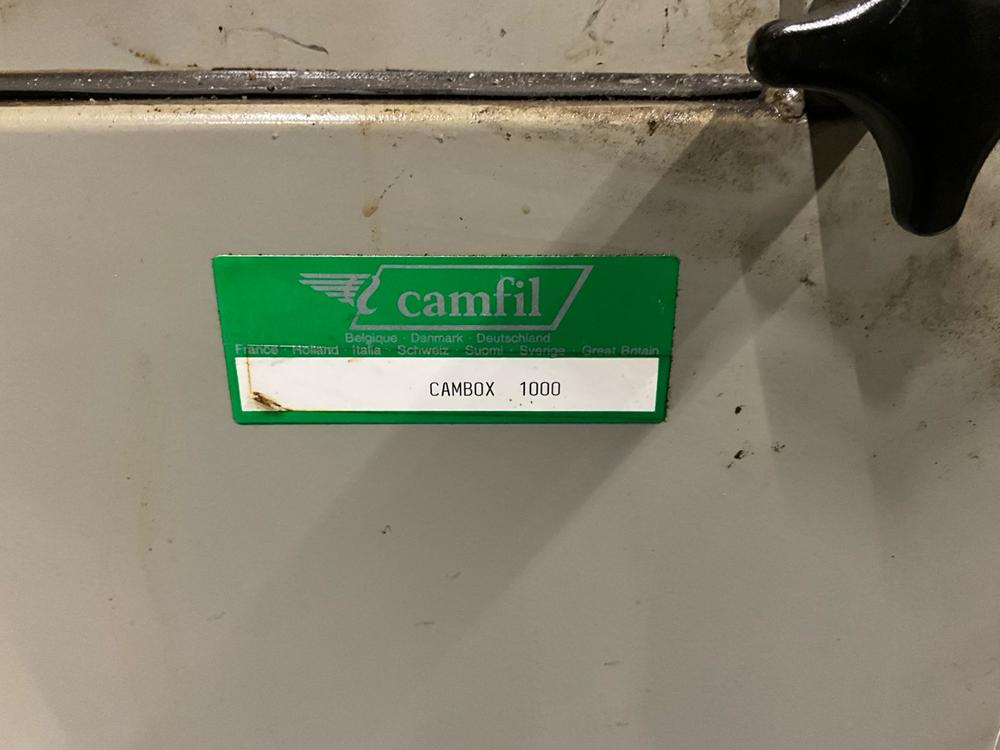 camfil
Belgique · Danmark · Deutschland
France · Holland · Italia · Schweiz · Suomi · Sverige · Great Britain
CAMBOX 1000